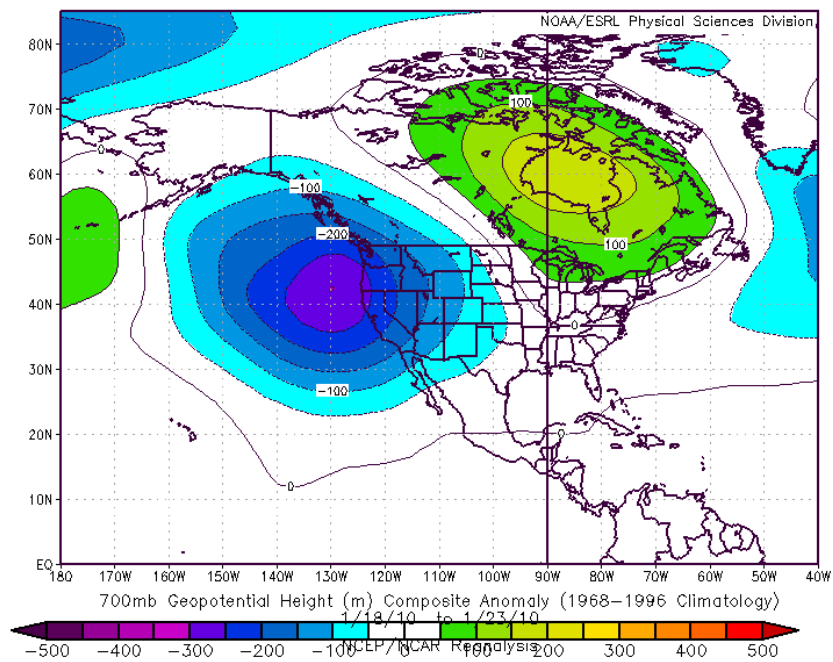 NOAA/ESRL Physical Sciences Division
80N
70N
60N
50N
40N
30N
20N
10N
EQ
0
100
0
-100
-200
100
0
-100
0
0
180 170W 160W 150W 140W 130W 120W 110W 100W 90W 80W 70W 60W 50W 40W
700mb Geopotential Height (m) Composite Anomaly (1968-1996 Climatology)
1/18/10 to 1/23/10
NCEP/NCAR Reanalysis
-500 -400 -300 -200 -100 0 100 200 300 400 500